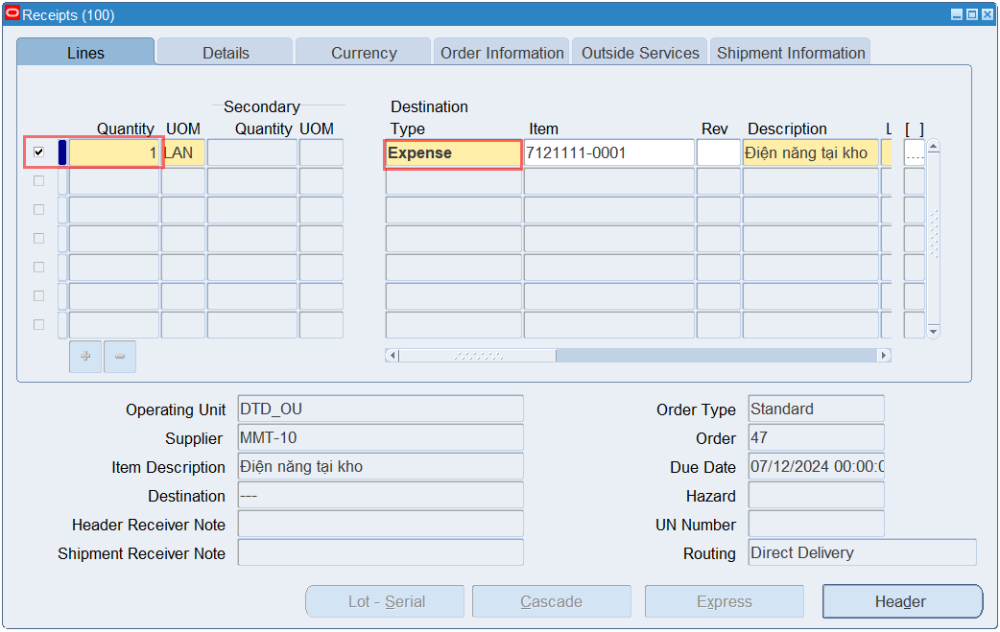 Receipts (100)
Lines Details Currency Order Information Outside Services Shipment Information
Secondary Destination
Quantity UOM Quantity UOM Type Item Rev Description L [ ]
1 LAN Expense 7121111-0001 Điện năng tại kho ....
Operating Unit DTD_OU Order Type Standard
Supplier MMT-10 Order 47
Item Description Điện năng tại kho Due Date 07/12/2024 00:00:0
Destination --- Hazard
Header Receiver Note UN Number
Shipment Receiver Note Routing Direct Delivery
Lot - Serial Cascade Express Header